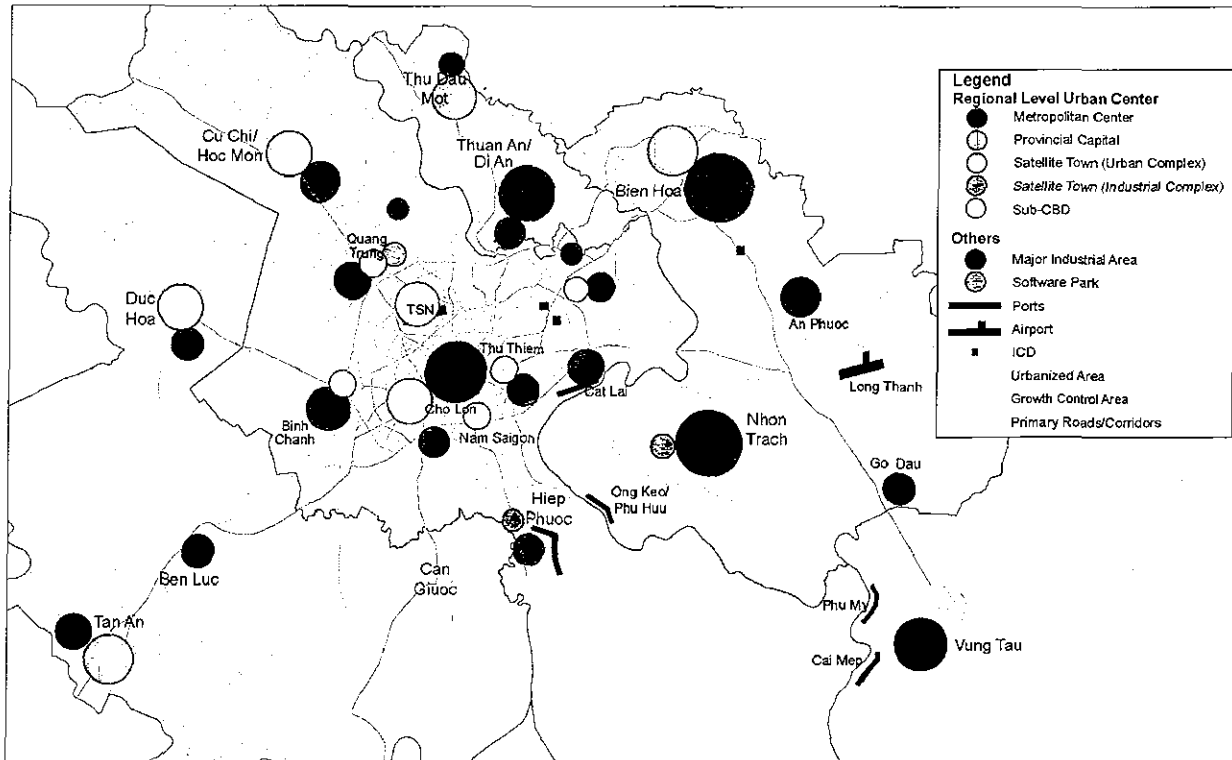 Thu Dau
Mot
Cu Chi/
Hoc Mon
Thuan An/
Di An
Bien Hoa
Quang
Trung
Duc
Hoa
TSN
An Phuoc
Long Thanh
Thu Thiem
Cat Lai
Cho Lon
Binh
Chanh
Nam Saigon
Nhon
Trach
Go Dau
Ong Keo/
Phu Huu
Hiep
Phuoc
Ben Luc
Can
Giuoc
Tan An
Phu My
Cai Mep
Vung Tau
Legend
Regional Level Urban Center
Metropolitan Center
Provincial Capital
Satellite Town (Urban Complex)
Satellite Town (Industrial Complex)
Sub-CBD
Others
Major Industrial Area
Software Park
Ports
Airport
ICD
Urbanized Area
Growth Control Area
Primary Roads/Corridors